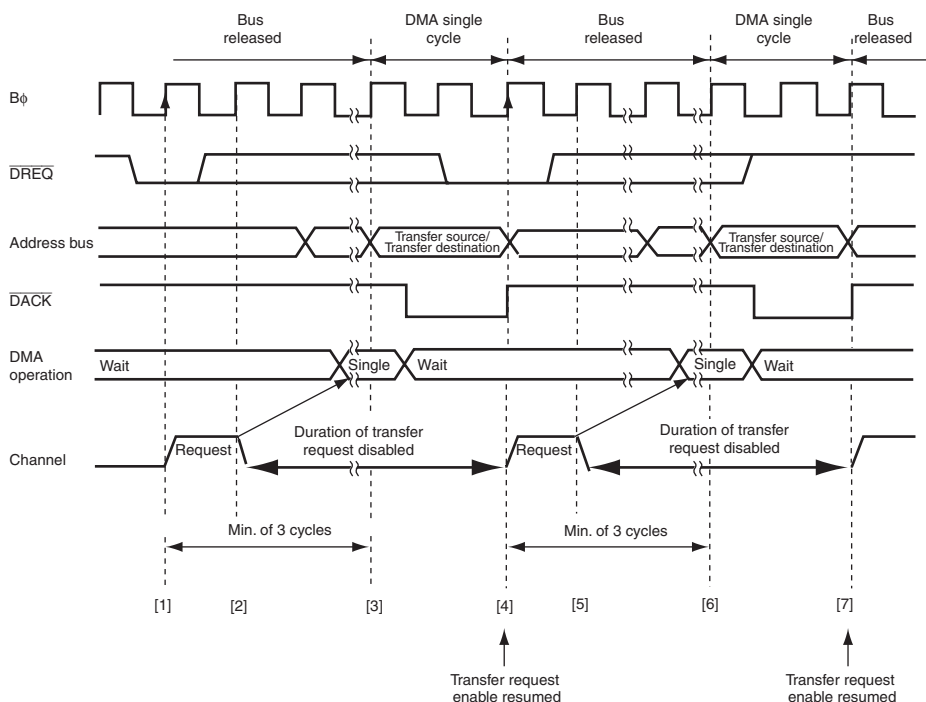 Bus
released
DMA single
cycle
Bus
released
DMA single
cycle
Bus
released
Bφ
DREQ
Address bus
Transfer source/
Transfer destination
Transfer source/
Transfer destination
DACK
DMA
operation
Wait
Single
Wait
Single
Wait
Channel
Request
Duration of transfer
request disabled
Request
Duration of transfer
request disabled
Min. of 3 cycles
Min. of 3 cycles
[1] [2] [3] [4] [5] [6] [7]
Transfer request
enable resumed
Transfer request
enable resumed